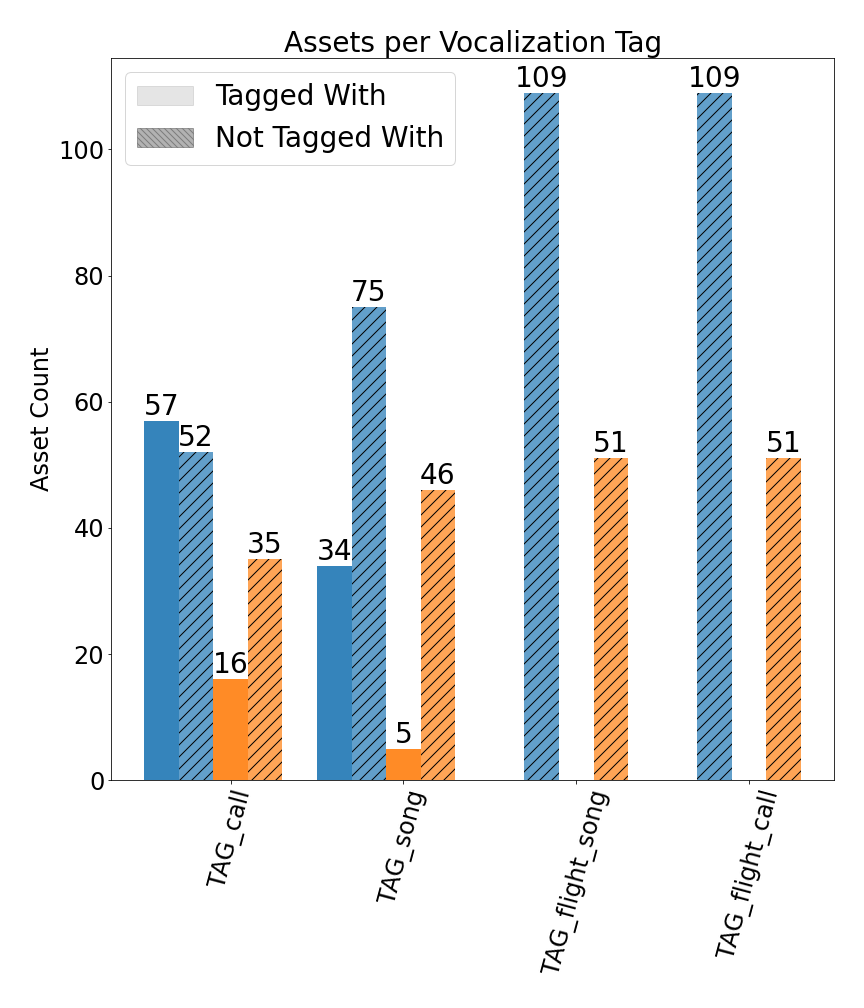 Assets per Vocalization Tag
Tagged With
Not Tagged With
Asset Count
100
80
60
40
20
0
57
52
16
35
34
75
5
46
109
51
109
51
TAG_call
TAG_song
TAG_flight_song
TAG_flight_call